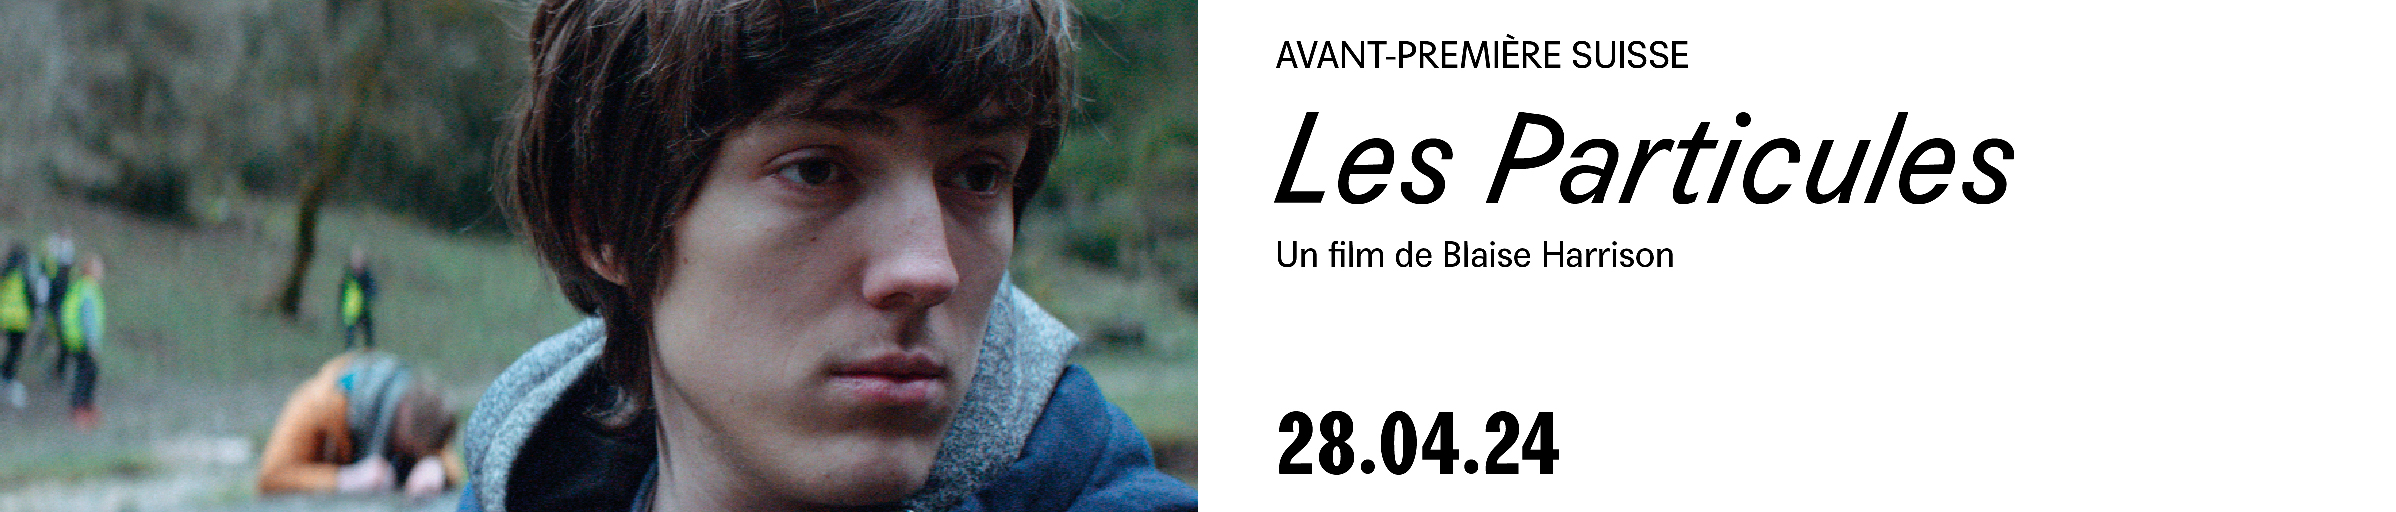 AVANT-PREMIÈRE SUISSE
Les Particules
Un film de Blaise Harrison
28.04.24